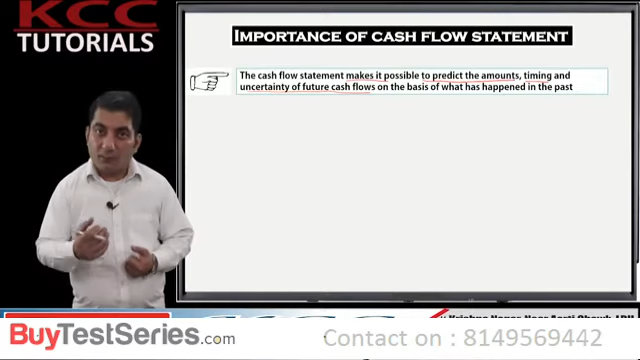 KCC
TUTORIALS
IMPORTANCE OF CASH FLOW STATEMENT
The cash flow statement makes it possible to predict the amounts, timing and
uncertainty of future cash flows on the basis of what has happened in the past
BuyTestSeries.com
Contact on : 8149569442